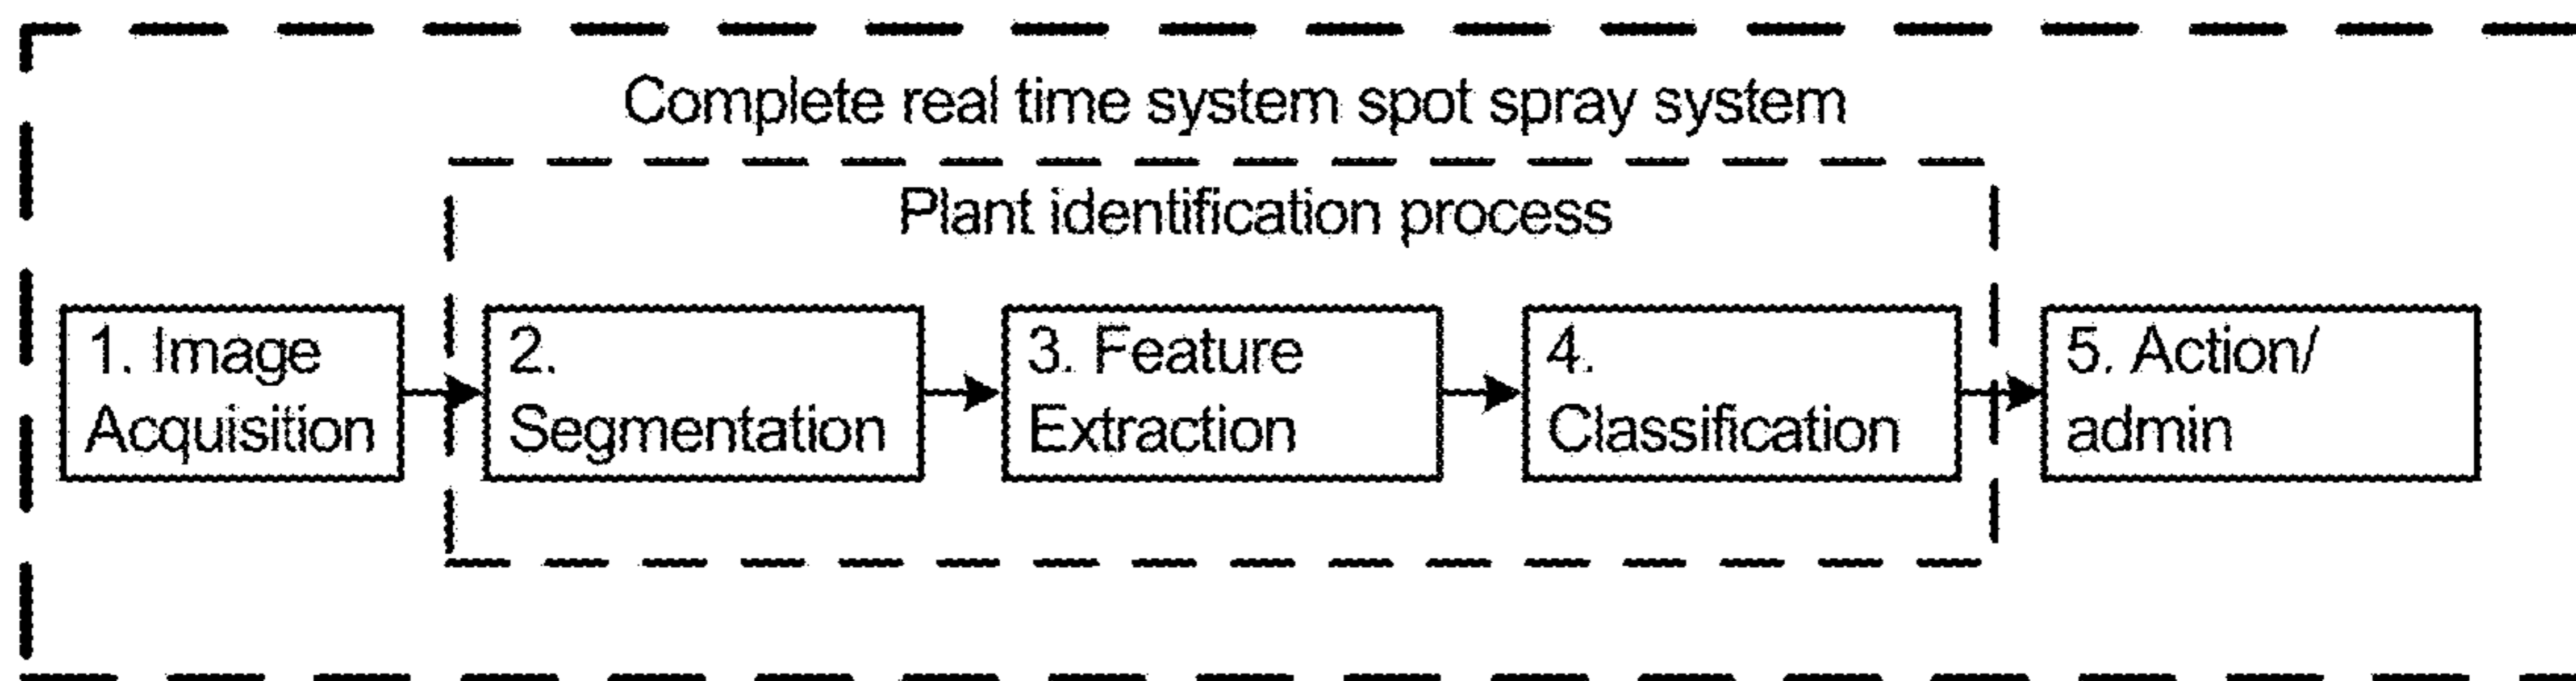 Complete real time system spot spray system
Plant identification process
1. Image
Acquisition
2.
Segmentation
3. Feature
Extraction
4.
Classification
5. Action/
admin